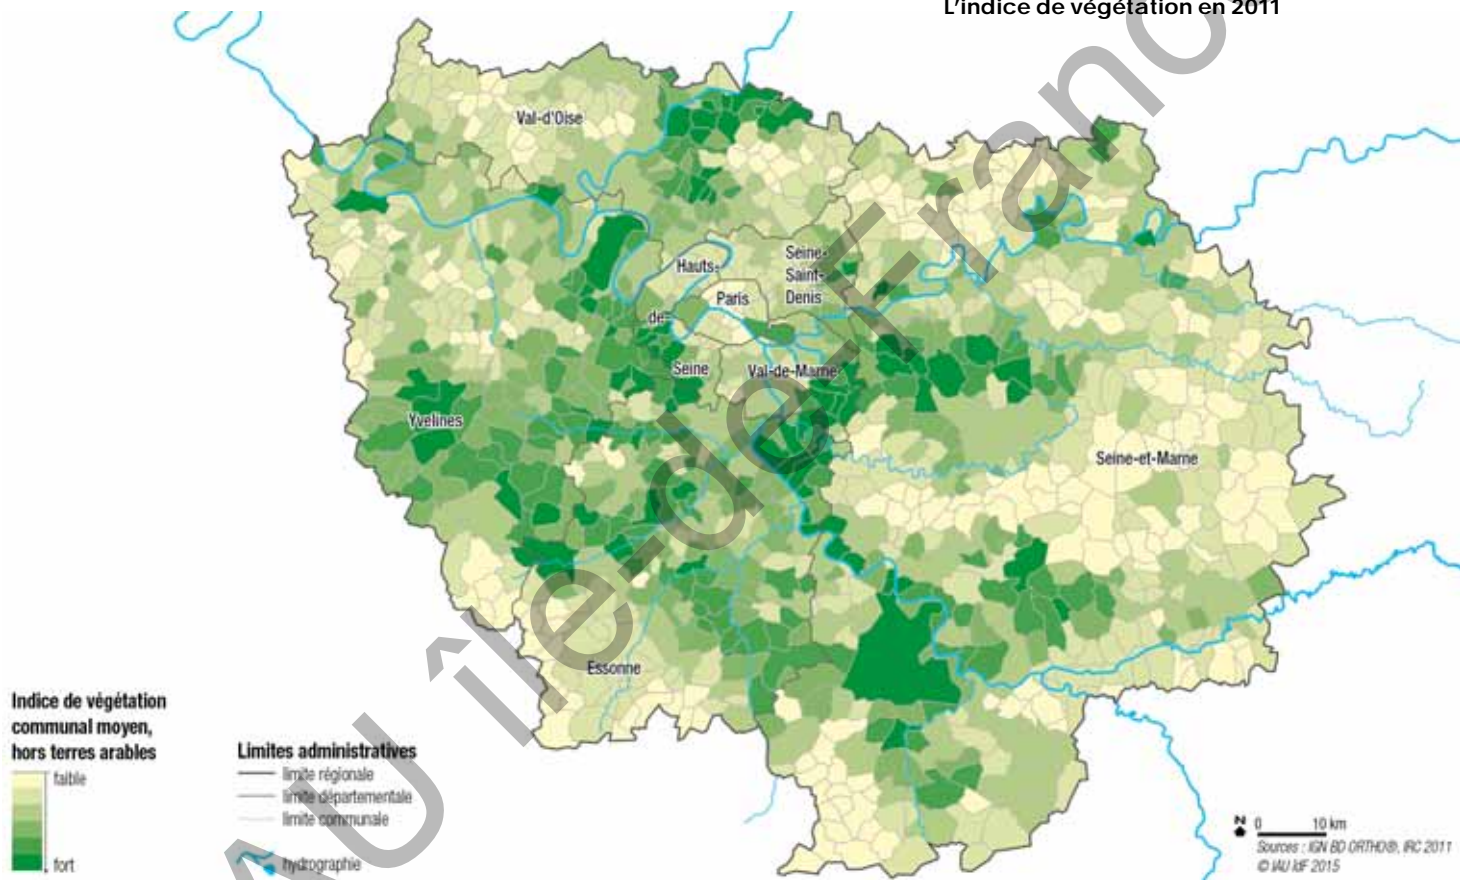 L'indice de végétation en 2011
Val-d'Oise
Hauts-
de-
Seine
Paris
Seine-
Saint-
Denis
Val-de-Marne
Yvelines
Seine-et-Marne
Essonne
Indice de végétation
communal moyen,
hors terres arables
faible
fort
Limites administratives
limite régionale
limite départementale
limite communale
hydrographie
N
0 10 km
Sources : IGN BD ORTHO®, IRC 2011
© IAU îdF 2015
IAU île-de-France